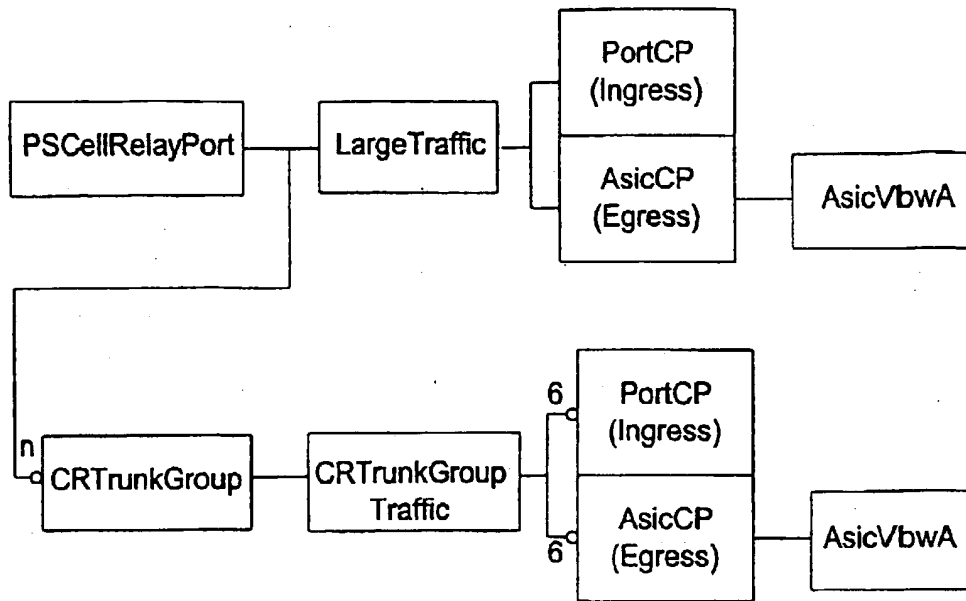 PortCP
(Ingress)
PSCellRelayPort
LargeTraffic
AsicCP
(Egress)
AsicVbwA
6
PortCP
(Ingress)
n
CRTrunkGroup
CRTrunkGroup
Traffic
6
AsicCP
(Egress)
AsicVbwA